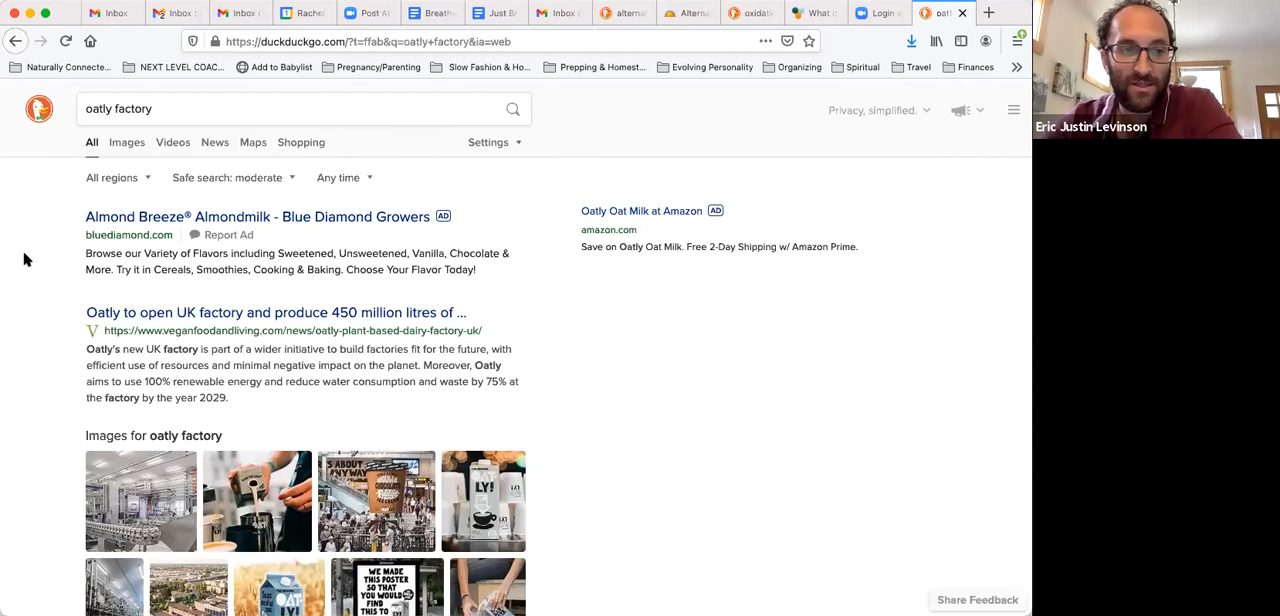 Inbox
Inbox (
Inbox (
Rachel
Post At
Breathe
Just Br
Inbox (
alterna
Alterna
oxidate
What is
Login
oatl
https://duckduckgo.com/?t=ffab&q=oatly+factory&ia=web
Naturally Connecte...
NEXT LEVEL COAC...
Add to Babylist
Pregnancy/Parenting
Fashion & Ho...
Prepping & Homest...
Evolving Personality
Organizing
Spiritual
Travel
Finances
oatly factory
Privacy, simplified.
All Images Videos News Maps Shopping Settings
All regions Safe search: moderate Any time
Almond Breeze® Almondmilk - Blue Diamond Growers AD
bluediamond.com Report Ad
Browse our Variety of Flavors including Sweetened, Unsweetened, Vanilla, Chocolate &
More. Try it in Cereals, Smoothies, Cooking & Baking. Choose Your Flavor Today!
Oatly Oat Milk at Amazon AD
amazon.com
Save on Oatly Oat Milk. Free 2-Day Shipping w/ Amazon Prime.
Oatly to open UK factory and produce 450 million litres of ...
V https://www.veganfoodandliving.com/news/oatly-plant-based-dairy-factory-uk/
Oatly's new UK factory is part of a wider initiative to build factories fit for the future, with
efficient use of resources and minimal negative impact on the planet. Moreover, Oatly
aims to use 100% renewable energy and reduce water consumption and waste by 75% at
the factory by the year 2029.
Images for oatly factory
S ABOUT
ANYWAY
LY!
WE MADE
THIS POSTER
SO THAT
YOU WOULD
FIND THIS
OAT
Share Feedback
Eric Justin Levinson